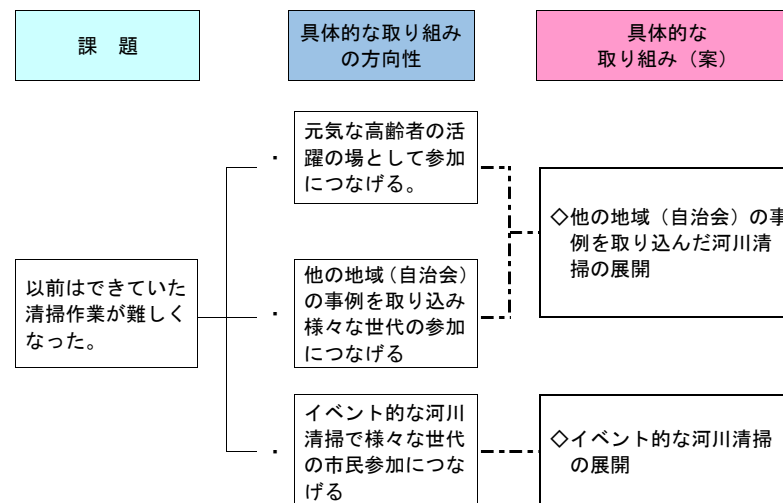 課　題
具体的な取り組み
の方向性
具体的な
取り組み（案）
以前はできていた
清掃作業が難しく
なった。
・
元気な高齢者の活
躍の場として参加
につなげる。
・
他の地域（自治会）
の事例を取り込み
様々な世代の参加
につなげる
・
イベント的な河川
清掃で様々な世代
の市民参加につな
げる
◇他の地域（自治会）の事
例を取り込んだ河川清
掃の展開
◇イベント的な河川清掃
の展開